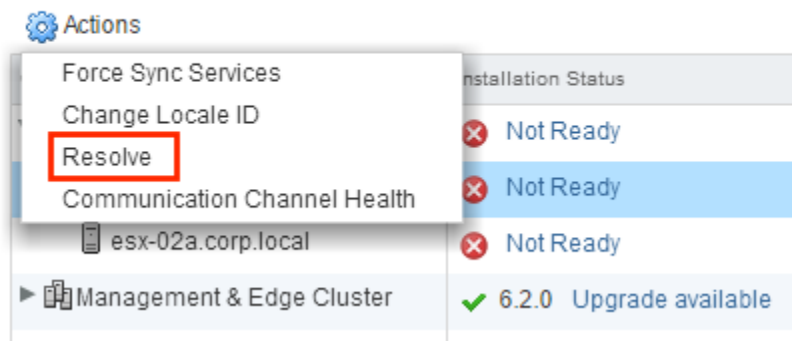 Actions
Force Sync Services
nstallation Status
Change Locale ID
Not Ready
Resolve
Not Ready
Communication Channel Health
esx-02a.corp.local
Not Ready
Management & Edge Cluster
6.2.0 Upgrade available